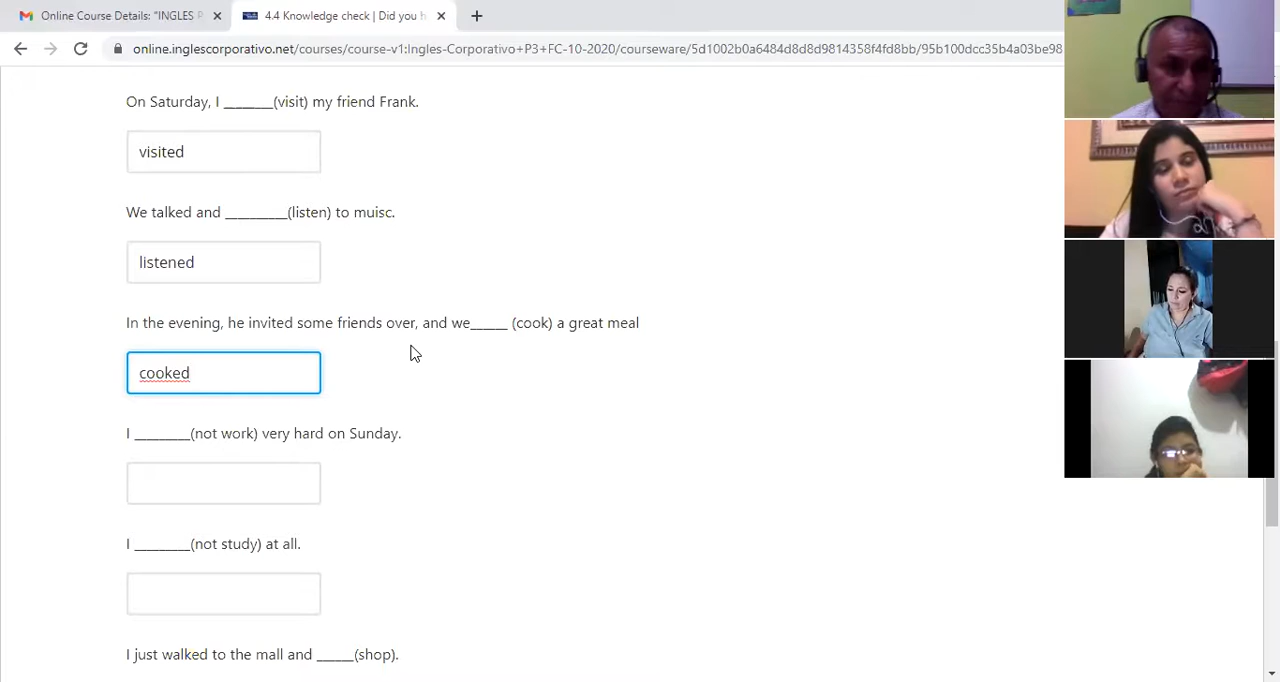 Online Course Details: "INGLES P
4.4 Knowledge check | Did you h
online.inglescorporativo.net/courses/course-v1:Ingles-Corporativo+P3+FC-10-2020/courseware/5d1002b0a6484d8d8d9814358f4fd8bb/95b100dcc35b4a03be98
On Saturday, I ________(visit) my friend Frank.
visited
We talked and __________(listen) to muisc.
listened
In the evening, he invited some friends over, and we______ (cook) a great meal
cooked
I _________(not work) very hard on Sunday.
I _________(not study) at all.
I just walked to the mall and ______(shop).